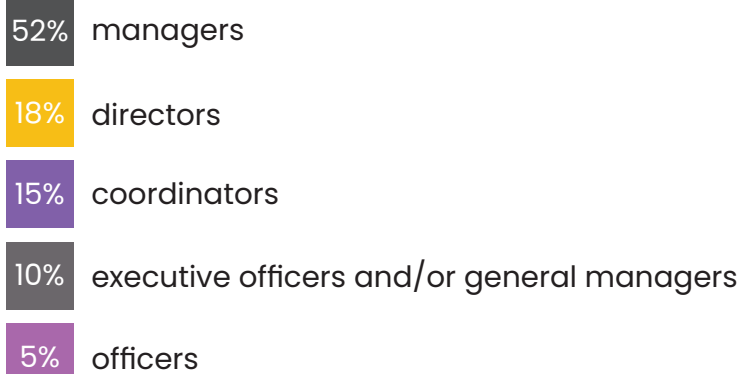 52% managers
18% directors
15% coordinators
10% executive officers and/or general managers
5% officers